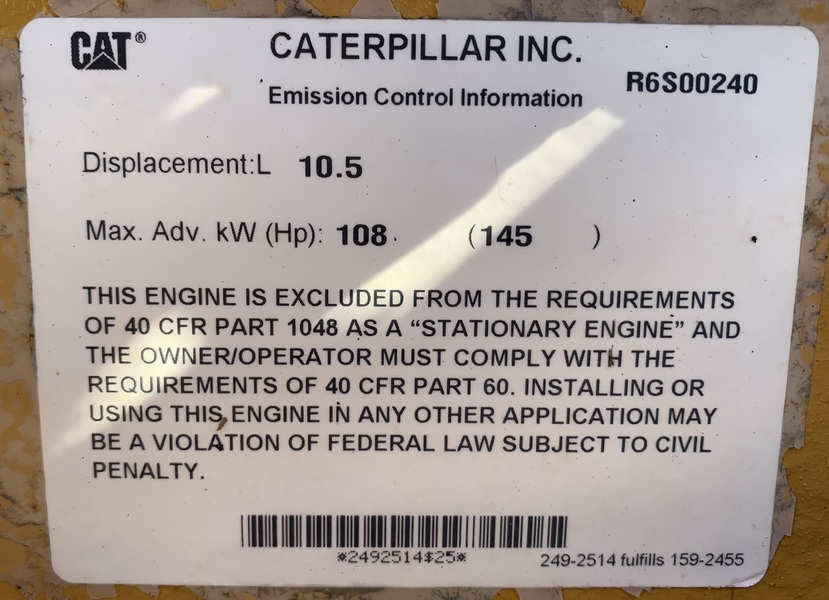 CAT®
CATERPILLAR INC.
R6S00240
Emission Control Information
Displacement:L 10.5
Max. Adv. kW (Hp): 108 (145 )
THIS ENGINE IS EXCLUDED FROM THE REQUIREMENTS
OF 40 CFR PART 1048 AS A “STATIONARY ENGINE” AND
THE OWNER/OPERATOR MUST COMPLY WITH THE
REQUIREMENTS OF 40 CFR PART 60. INSTALLING OR
USING THIS ENGINE IN ANY OTHER APPLICATION MAY
BE A VIOLATION OF FEDERAL LAW SUBJECT TO CIVIL
PENALTY.
*2492514$25*
249-2514 fulfills 159-2455